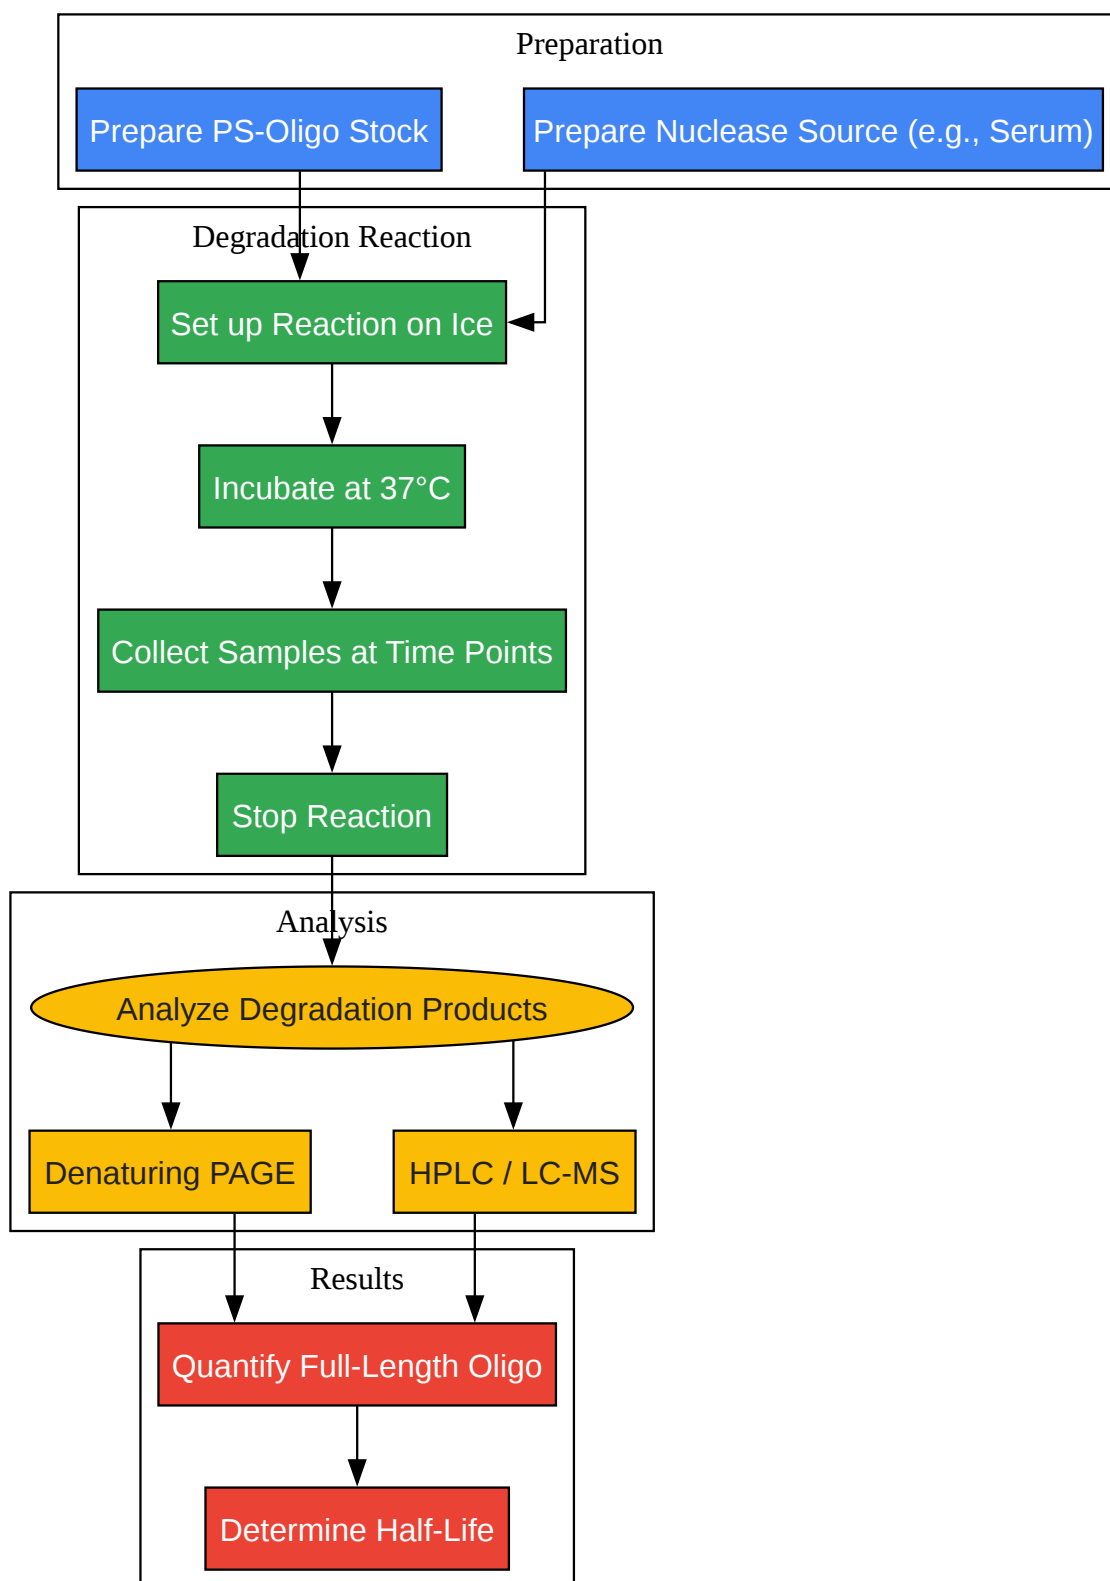 Preparation
Prepare PS-Oligo Stock
Prepare Nuclease Source (e.g., Serum)
Degradation Reaction
Set up Reaction on Ice
Incubate at 37°C
Collect Samples at Time Points
Stop Reaction
Analysis
Analyze Degradation Products
Denaturing PAGE
HPLC / LC-MS
Results
Quantify Full-Length Oligo
Determine Half-Life